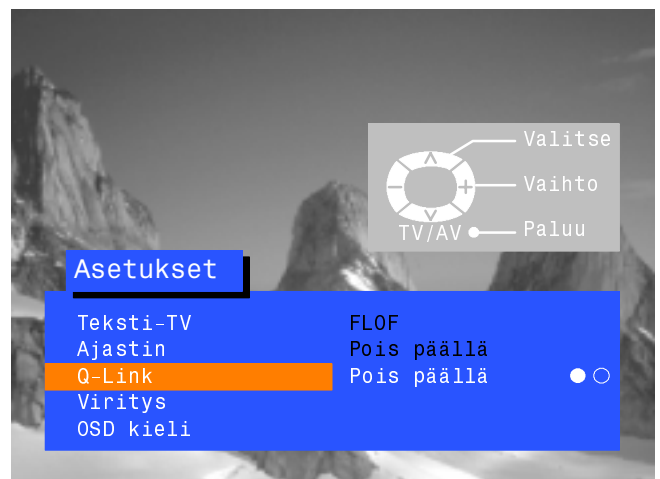 Valitse
Vaihto
TV/AV Paluu
Asetukset
Teksti-TV FLOF
Ajastin Pois päällä
Q-Link Pois päällä
Viritys
OSD kieli